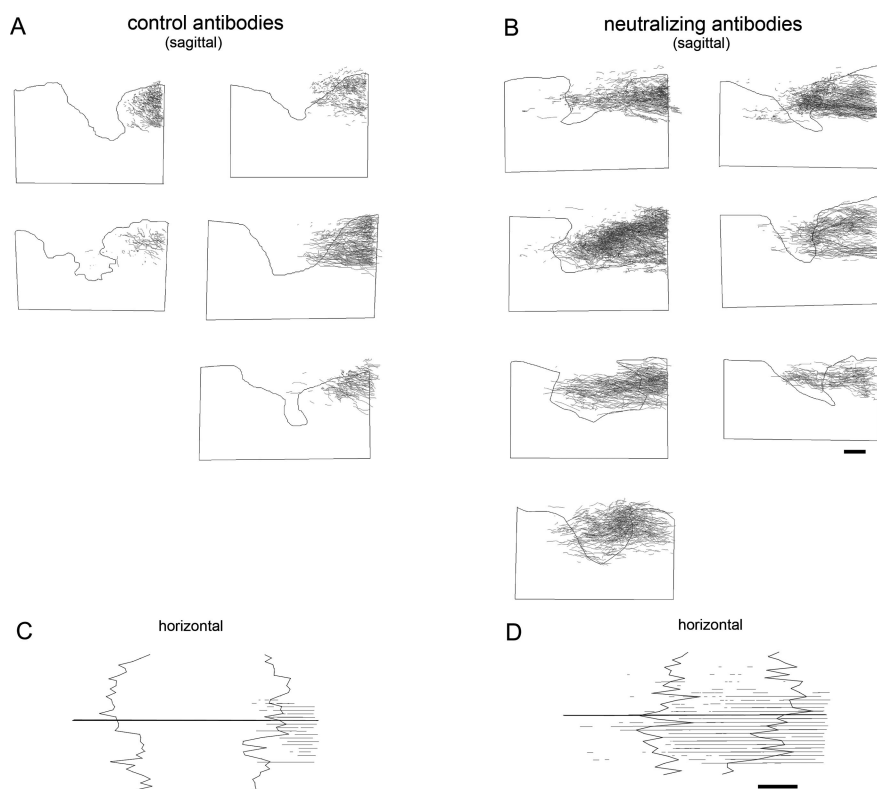 A
control antibodies
(sagittal)
B
neutralizing antibodies
(sagittal)
C
horizontal
D
horizontal